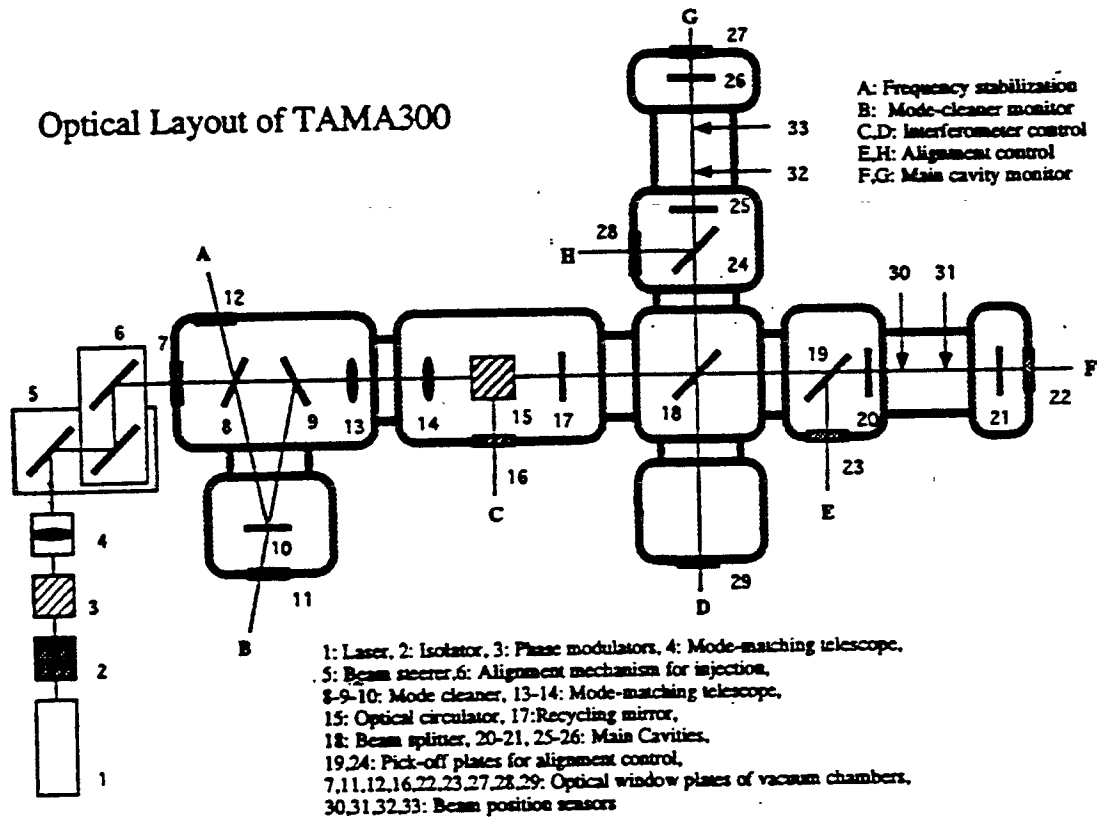 Optical Layout of TAMA300
A: Frequency stabilization
B: Mode-cleaner monitor
C,D: Interferometer control
E,H: Alignment control
F,G: Main cavity monitor
G
27
26
33
32
25
28
H
24
A
12
30
31
6
7
19
F
5
8
9
13
14
15
17
18
20
21
22
16
23
C
E
4
10
29
3
11
D
B
2
1
1: Laser, 2: Isolator, 3: Phase modulators, 4: Mode-matching telescope,
5: Beam steerer,6: Alignment mechanism for injection,
8-9-10: Mode cleaner, 13-14: Mode-matching telescope,
15: Optical circulator, 17:Recycling mirror,
18: Beam splitter, 20-21, 25-26: Main Cavities,
19,24: Pick-off plates for alignment control,
7,11,12,16,22,23,27,28,29: Optical window plates of vacuum chambers,
30,31,32,33: Beam position sensors